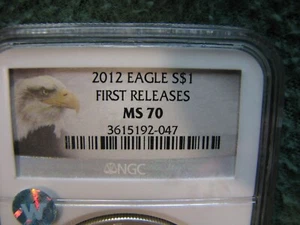 2012 EAGLE S$1
FIRST RELEASES
MS 70
3615192-047
NGC
W